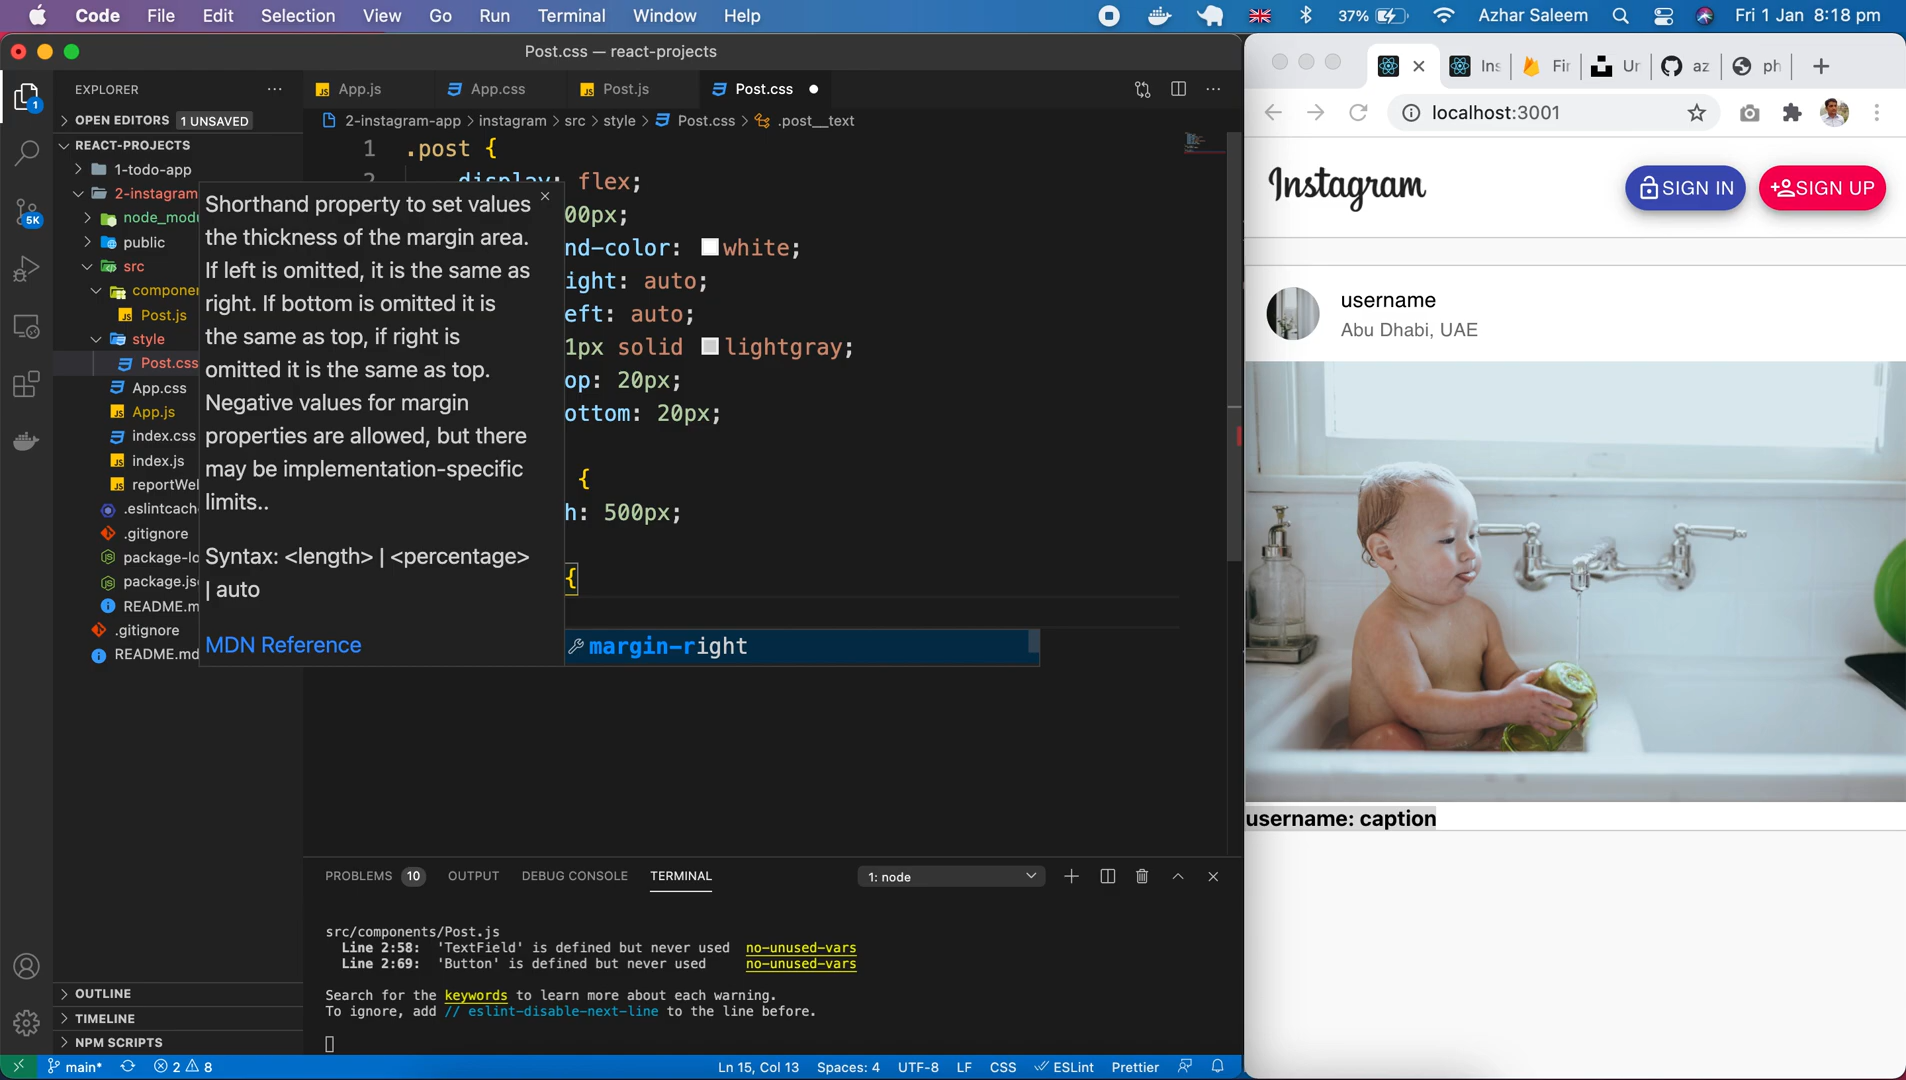 Code File Edit Selection View Go Run Terminal Window Help
37% Azhar Saleem Fri 1 Jan 8:18 pm
Post.css — react-projects
EXPLORER
OPEN EDITORS 1 UNSAVED
REACT-PROJECTS
1-todo-app
2-instagram
node_modu
public
src
componen
Post.js
style
Post.css
App.css
App.js
index.css
index.js
reportWel
.eslintcach
.gitignore
package-lo
package.js
README.m
.gitignore
README.md
OUTLINE
TIMELINE
NPM SCRIPTS
1
5K
App.js App.css Post.js Post.css
2-instagram-app > instagram > src > style > Post.css > .post__text
1 .post {
2 display: flex;
00px;
nd-color: white;
ight: auto;
eft: auto;
1px solid lightgray;
op: 20px;
ottom: 20px;
{
h: 500px;
{
margin-right
Shorthand property to set values
the thickness of the margin area.
If left is omitted, it is the same as
right. If bottom is omitted it is
the same as top, if right is
omitted it is the same as top.
Negative values for margin
properties are allowed, but there
may be implementation-specific
limits..
Syntax: <length> | <percentage>
| auto
MDN Reference
PROBLEMS 10 OUTPUT DEBUG CONSOLE TERMINAL 1: node
src/components/Post.js
Line 2:58: 'TextField' is defined but never used no-unused-vars
Line 2:69: 'Button' is defined but never used no-unused-vars
Search for the keywords to learn more about each warning.
To ignore, add // eslint-disable-next-line to the line before.
main* 2 8 Ln 15, Col 13 Spaces: 4 UTF-8 LF CSS ESLint Prettier
Ins Fir Ur az ph
localhost:3001
Instagram SIGN IN SIGN UP
username
Abu Dhabi, UAE
username: caption